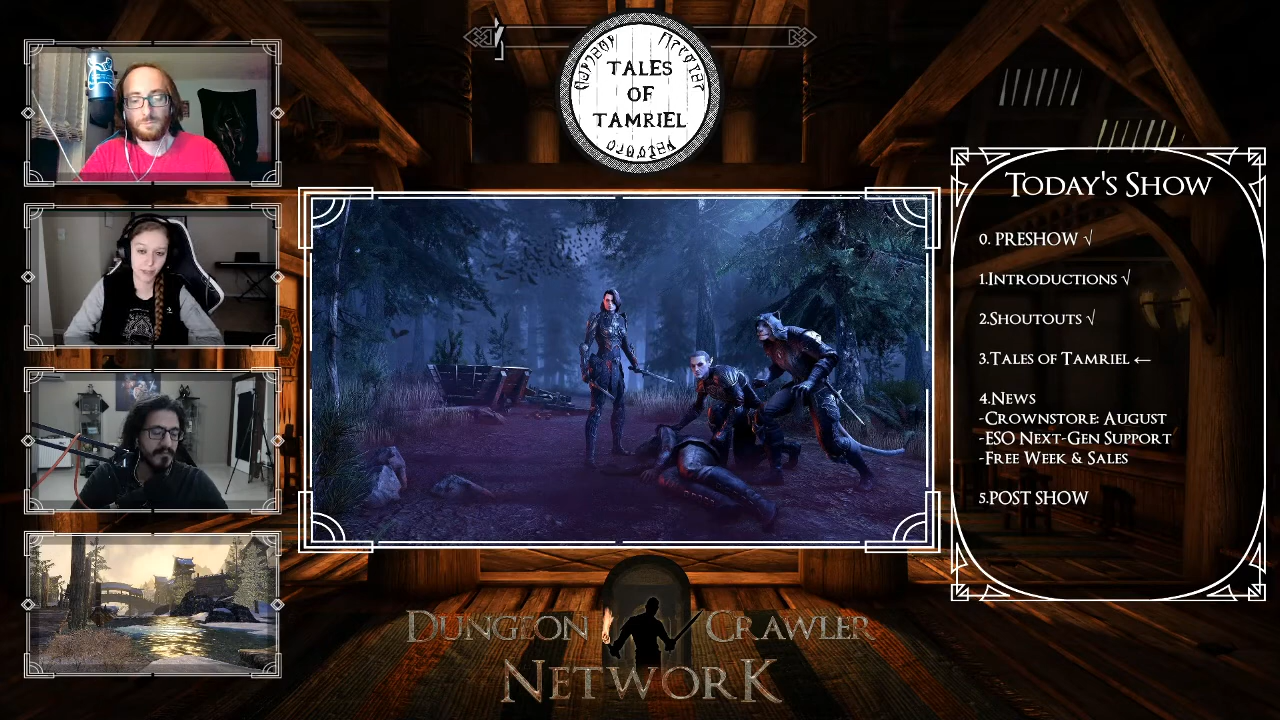 TALES
OF
TAMRIEL
Today's Show
0. PRESHOW √
1.Introductions √
2.Shoutouts √
3.Tales of Tamriel ←
4.News
-Crownstore: August
-ESO Next-Gen Support
-Free Week & Sales
5.POST SHOW
Dungeon Crawler
Network